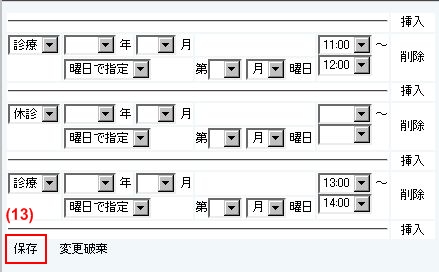 挿入
診療 年 月 11:00 ～
曜日で指定 第 月 曜日 12:00
削除
挿入
休診 年 月 ～
曜日で指定 第 月 曜日
削除
挿入
診療 年 月 13:00 ～
曜日で指定 第 月 曜日 14:00
削除
挿入
(13)
保存 変更破棄